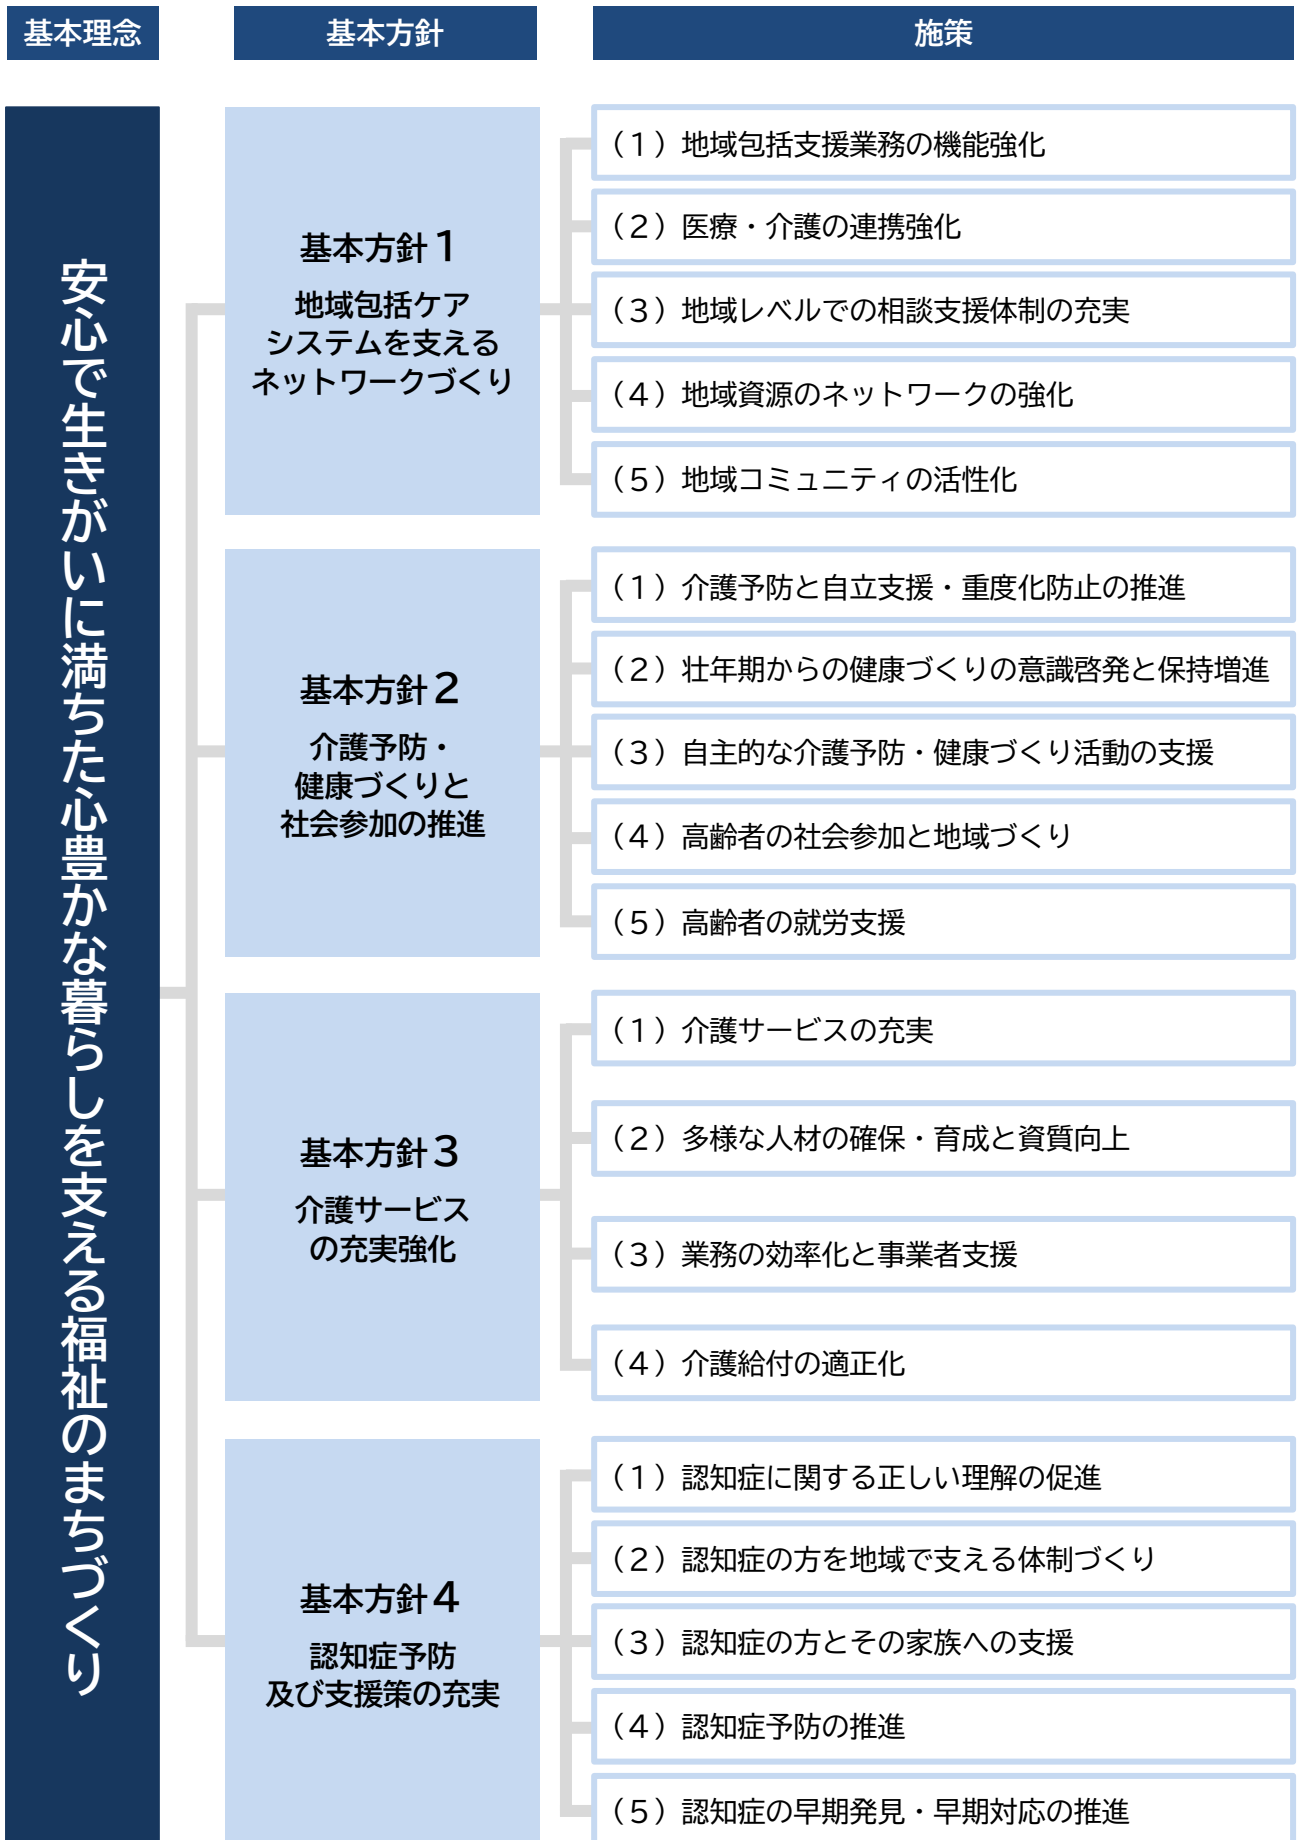 基本理念
基本方針
施策
安心で生きがいに満ちた心豊かな暮らしを支える福祉のまちづくり
基本方針１
地域包括ケア
システムを支える
ネットワークづくり
（１）地域包括支援業務の機能強化
（２）医療・介護の連携強化
（３）地域レベルでの相談支援体制の充実
（４）地域資源のネットワークの強化
（５）地域コミュニティの活性化
基本方針２
介護予防・
健康づくりと
社会参加の推進
（１）介護予防と自立支援・重度化防止の推進
（２）壮年期からの健康づくりの意識啓発と保持増進
（３）自主的な介護予防・健康づくり活動の支援
（４）高齢者の社会参加と地域づくり
（５）高齢者の就労支援
基本方針３
介護サービス
の充実強化
（１）介護サービスの充実
（２）多様な人材の確保・育成と資質向上
（３）業務の効率化と事業者支援
（４）介護給付の適正化
基本方針４
認知症予防
及び支援策の充実
（１）認知症に関する正しい理解の促進
（２）認知症の方を地域で支える体制づくり
（３）認知症の方とその家族への支援
（４）認知症予防の推進
（５）認知症の早期発見・早期対応の推進